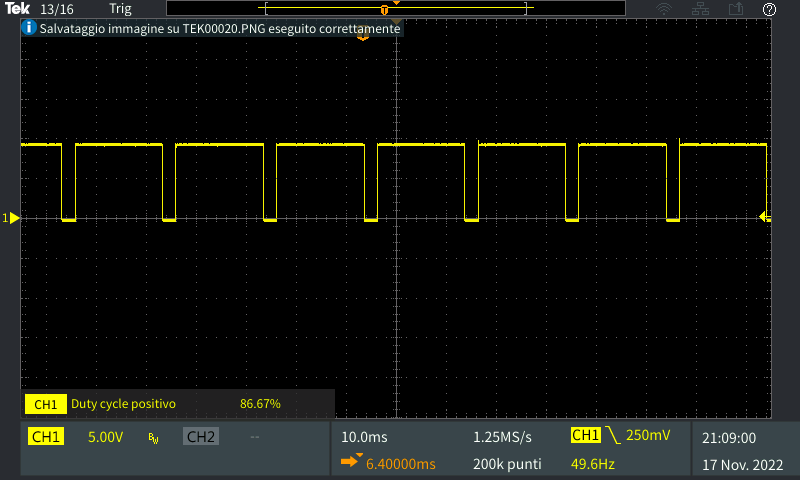 Tek 13/16 Trig
T
?
i Salvataggio immagine su TEK00020.PNG eseguito correttamente
1
CH1 Duty cycle positivo 86.67%
CH1 5.00V BW CH2 -- 10.0ms 1.25MS/s CH1 250mV 21:09:00
6.40000ms 200k punti 49.6Hz 17 Nov. 2022